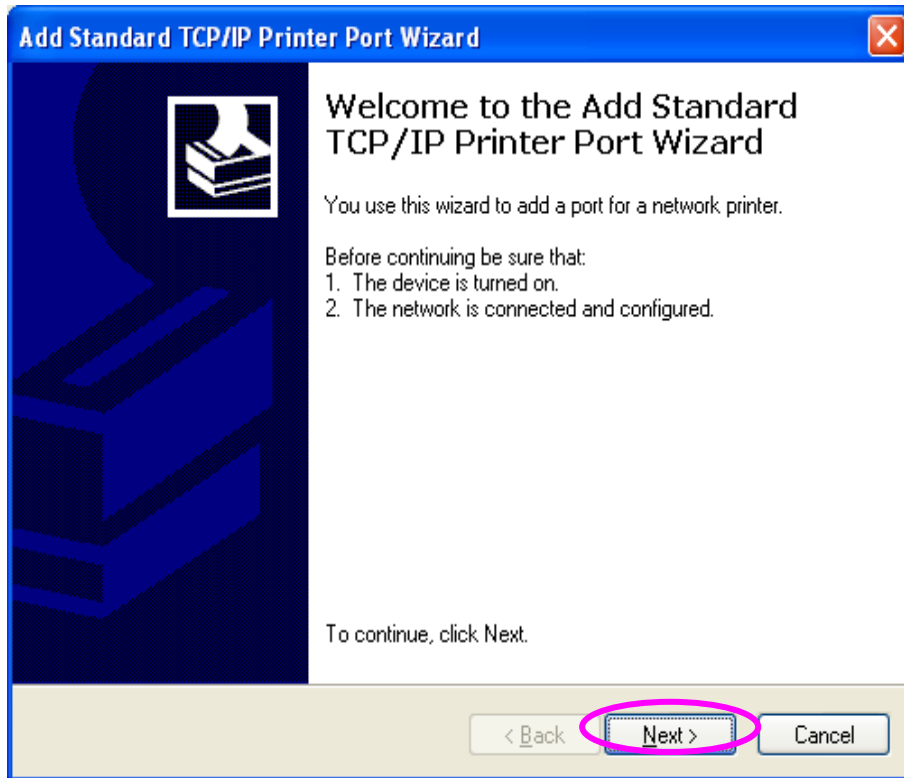 Add Standard TCP/IP Printer Port Wizard
Welcome to the Add Standard
TCP/IP Printer Port Wizard
You use this wizard to add a port for a network printer.
Before continuing be sure that:
1. The device is turned on.
2. The network is connected and configured.
To continue, click Next.
< Back
Next >
Cancel